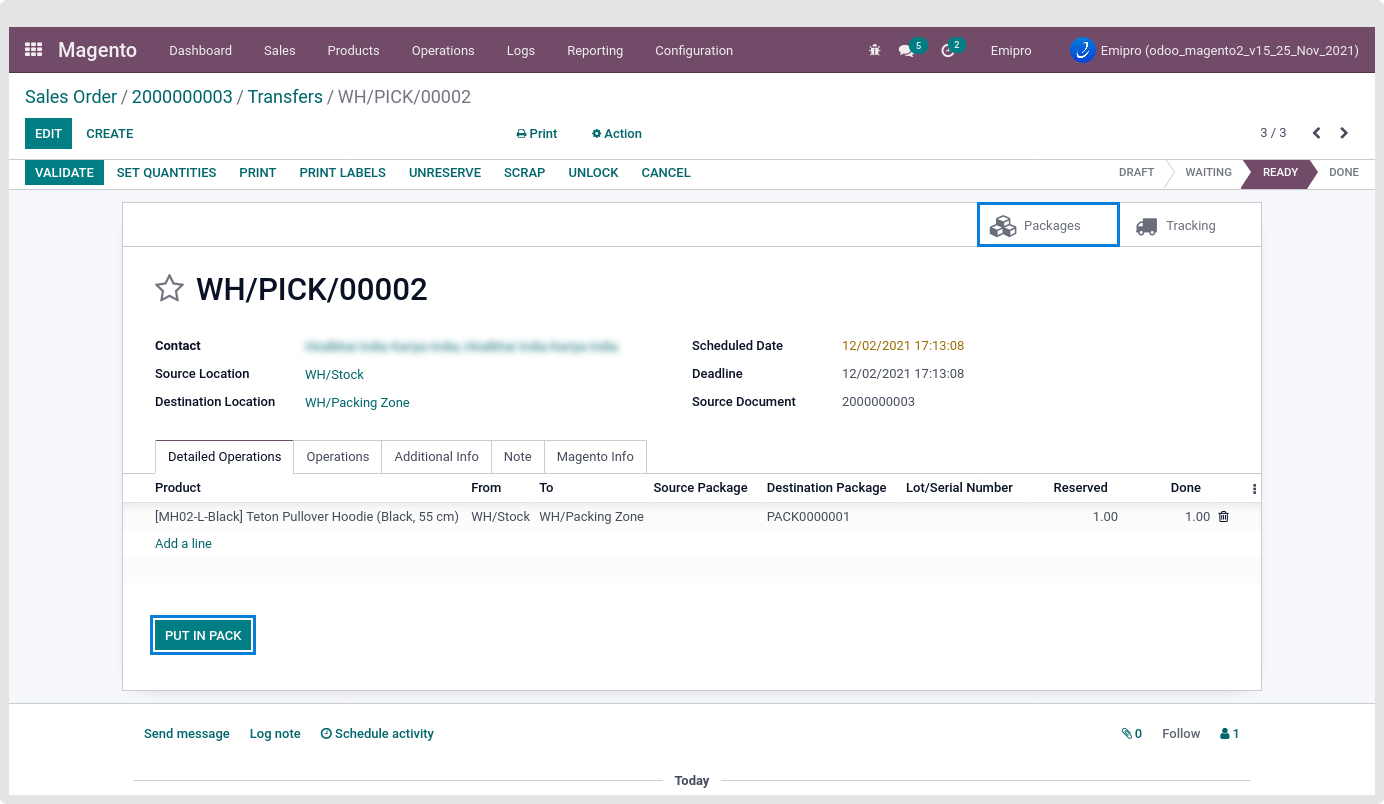 Magento Dashboard Sales Products Operations Logs Reporting Configuration 5 2 Emipro Emipro (odoo_magento2_v15_25_Nov_2021)
Sales Order / 2000000003 / Transfers / WH/PICK/00002
EDIT CREATE Print Action 3 / 3
VALIDATE SET QUANTITIES PRINT PRINT LABELS UNRESERVE SCRAP UNLOCK CANCEL DRAFT WAITING READY DONE
Packages Tracking
WH/PICK/00002
Contact Scheduled Date 12/02/2021 17:13:08
Source Location WH/Stock Deadline 12/02/2021 17:13:08
Destination Location WH/Packing Zone Source Document 2000000003
Detailed Operations Operations Additional Info Note Magento Info
Product From To Source Package Destination Package Lot/Serial Number Reserved Done
[MH02-L-Black] Teton Pullover Hoodie (Black, 55 cm) WH/Stock WH/Packing Zone PACK0000001 1.00 1.00
Add a line
PUT IN PACK
Send message Log note Schedule activity 0 Follow 1
Today